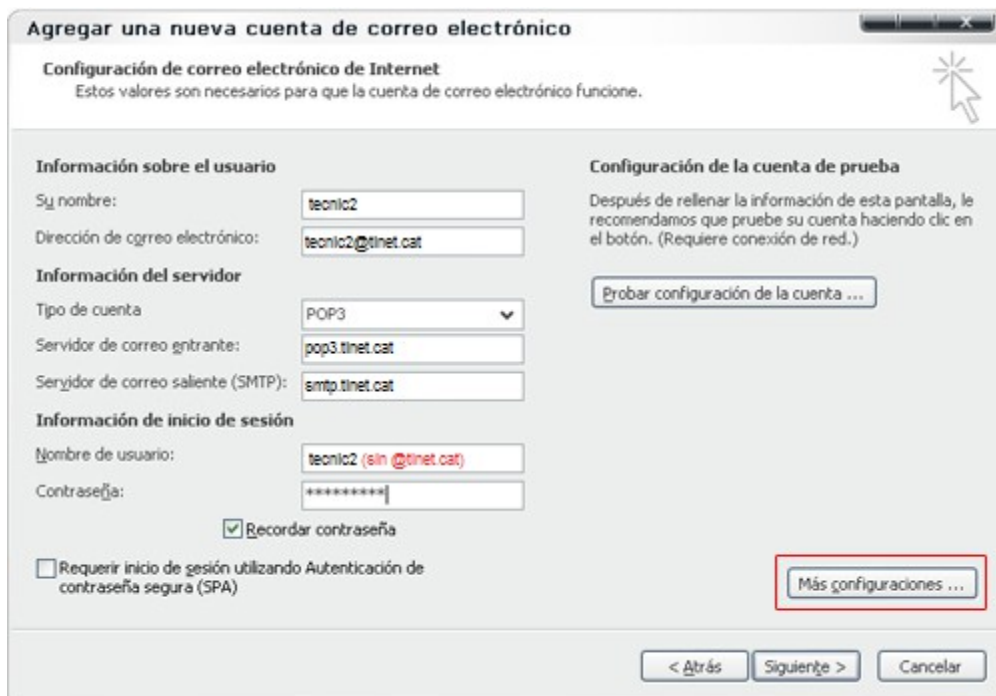 Agregar una nueva cuenta de correo electrónico
Configuración de correo electrónico de Internet
Estos valores son necesarios para que la cuenta de correo electrónico funcione.
Información sobre el usuario
Su nombre:
tecnic2
Dirección de correo electrónico:
tecnic2@tinet.cat
Información del servidor
Tipo de cuenta
POP3
Servidor de correo entrante:
pop3.tinet.cat
Servidor de correo saliente (SMTP):
smtp.tinet.cat
Información de inicio de sesión
Nombre de usuario:
tecnic2 (sin @tinet.cat)
Contraseña:
*********
Recordar contraseña
Requerir inicio de sesión utilizando Autenticación de
contraseña segura (SPA)
Configuración de la cuenta de prueba
Después de rellenar la información de esta pantalla, le
recomendamos que pruebe su cuenta haciendo clic en
el botón. (Requiere conexión de red.)
Probar configuración de la cuenta ...
Más configuraciones ...
< Atrás
Siguiente >
Cancelar